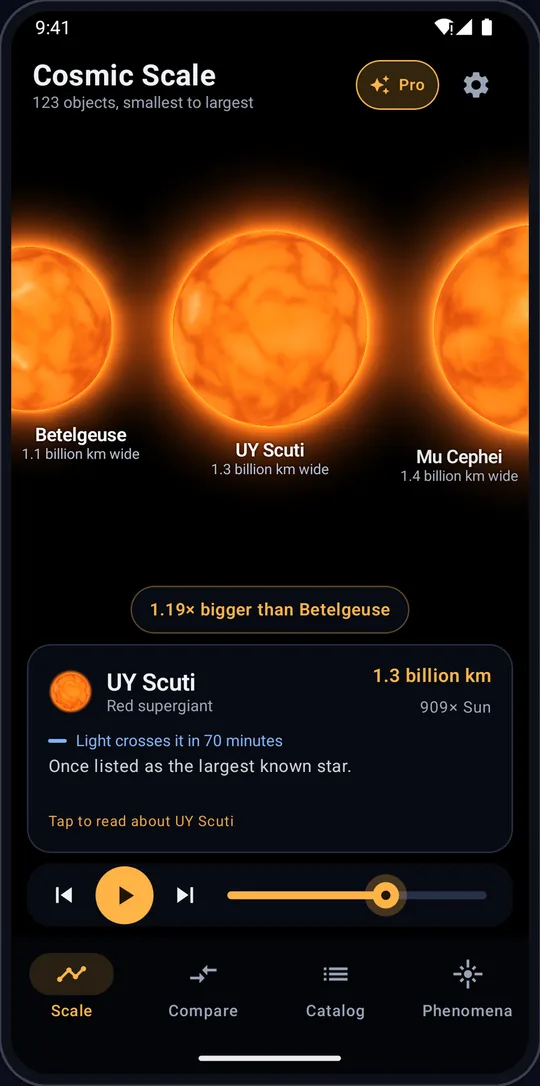 9:41
Cosmic Scale
123 objects, smallest to largest
Pro
Betelgeuse
1.1 billion km wide
UY Scuti
1.3 billion km wide
Mu Cephei
1.4 billion km wide
1.19× bigger than Betelgeuse
UY Scuti
Red supergiant
1.3 billion km
909× Sun
Light crosses it in 70 minutes
Once listed as the largest known star.
Tap to read about UY Scuti
Scale
Compare
Catalog
Phenomena